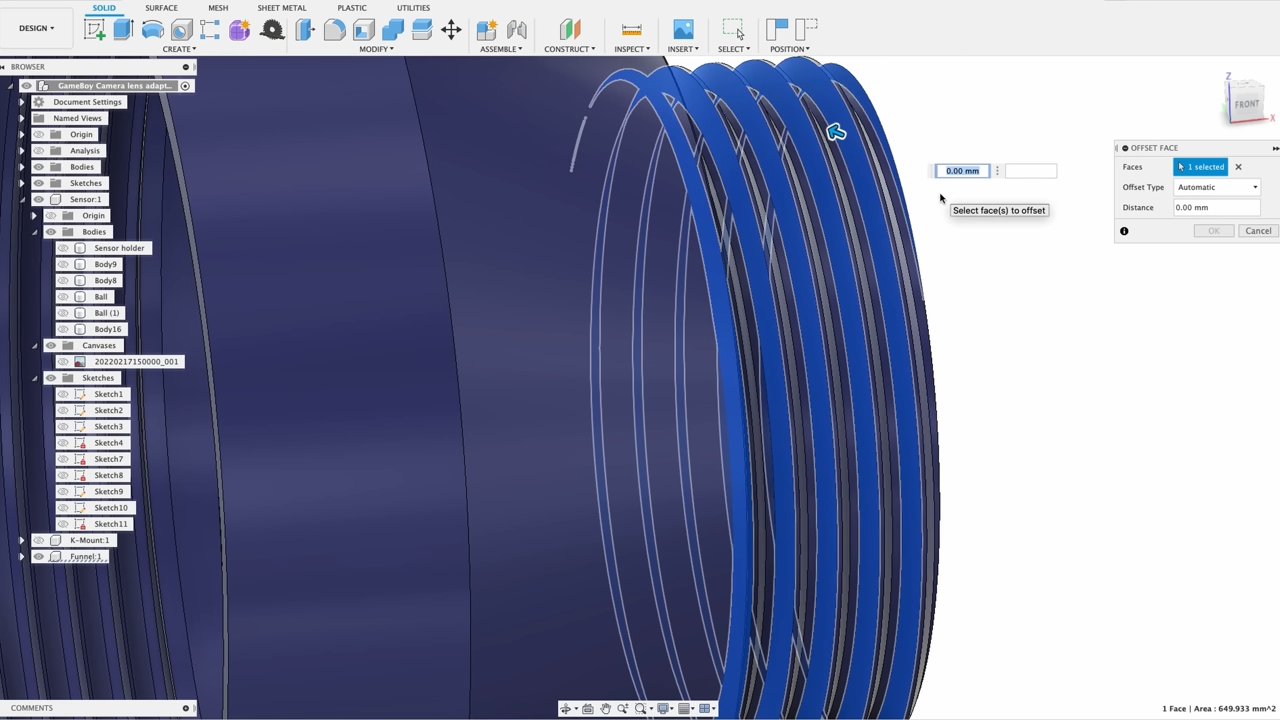 SOLID SURFACE MESH SHEET METAL PLASTIC UTILITIES
DESIGN
CREATE MODIFY ASSEMBLE CONSTRUCT INSPECT INSERT SELECT POSITION
BROWSER
GameBoy Camera lens adapt...
Document Settings
Named Views
Origin
Analysis
Bodies
Sketches
Sensor:1
Origin
Bodies
Sensor holder
Body9
Body8
Ball
Ball (1)
Body16
Canvases
20220217150000_001
Sketches
Sketch1
Sketch2
Sketch3
Sketch4
Sketch7
Sketch8
Sketch9
Sketch10
Sketch11
K-Mount:1
Funnel:1
COMMENTS
0.00 mm
Select face(s) to offset
Z
FRONT
X
OFFSET FACE
Faces 1 selected
Offset Type Automatic
Distance 0.00 mm
OK Cancel
1 Face | Area : 649.933 mm^2